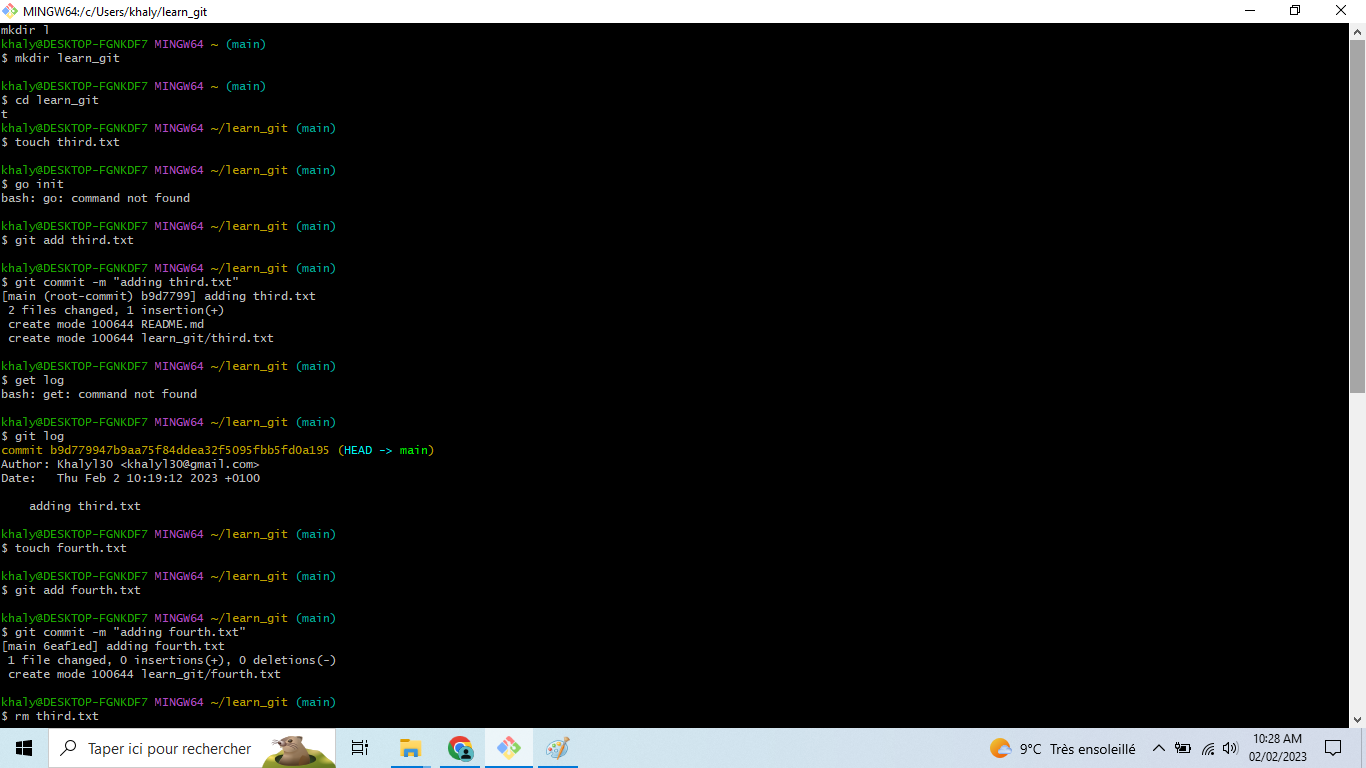 MINGW64:/c/Users/khaly/learn_git
mkdir l
khaly@DESKTOP-FGNKDF7 MINGW64 ~ (main)
$ mkdir learn_git
khaly@DESKTOP-FGNKDF7 MINGW64 ~ (main)
$ cd learn_git
t
khaly@DESKTOP-FGNKDF7 MINGW64 ~/learn_git (main)
$ touch third.txt
khaly@DESKTOP-FGNKDF7 MINGW64 ~/learn_git (main)
$ go init
bash: go: command not found
khaly@DESKTOP-FGNKDF7 MINGW64 ~/learn_git (main)
$ git add third.txt
khaly@DESKTOP-FGNKDF7 MINGW64 ~/learn_git (main)
$ git commit -m "adding third.txt"
[main (root-commit) b9d7799] adding third.txt
 2 files changed, 1 insertion(+)
 create mode 100644 README.md
 create mode 100644 learn_git/third.txt
khaly@DESKTOP-FGNKDF7 MINGW64 ~/learn_git (main)
$ get log
bash: get: command not found
khaly@DESKTOP-FGNKDF7 MINGW64 ~/learn_git (main)
$ git log
commit b9d779947b9aa75f84ddea32f5095fbb5fd0a195 (HEAD -> main)
Author: Khalyl30 <khalyl30@gmail.com>
Date:   Thu Feb 2 10:19:12 2023 +0100
    adding third.txt
khaly@DESKTOP-FGNKDF7 MINGW64 ~/learn_git (main)
$ touch fourth.txt
khaly@DESKTOP-FGNKDF7 MINGW64 ~/learn_git (main)
$ git add fourth.txt
khaly@DESKTOP-FGNKDF7 MINGW64 ~/learn_git (main)
$ git commit -m "adding fourth.txt"
[main 6eaf1ed] adding fourth.txt
 1 file changed, 0 insertions(+), 0 deletions(-)
 create mode 100644 learn_git/fourth.txt
khaly@DESKTOP-FGNKDF7 MINGW64 ~/learn_git (main)
$ rm third.txt
Taper ici pour rechercher
9°C Très ensoleillé
10:28 AM
02/02/2023